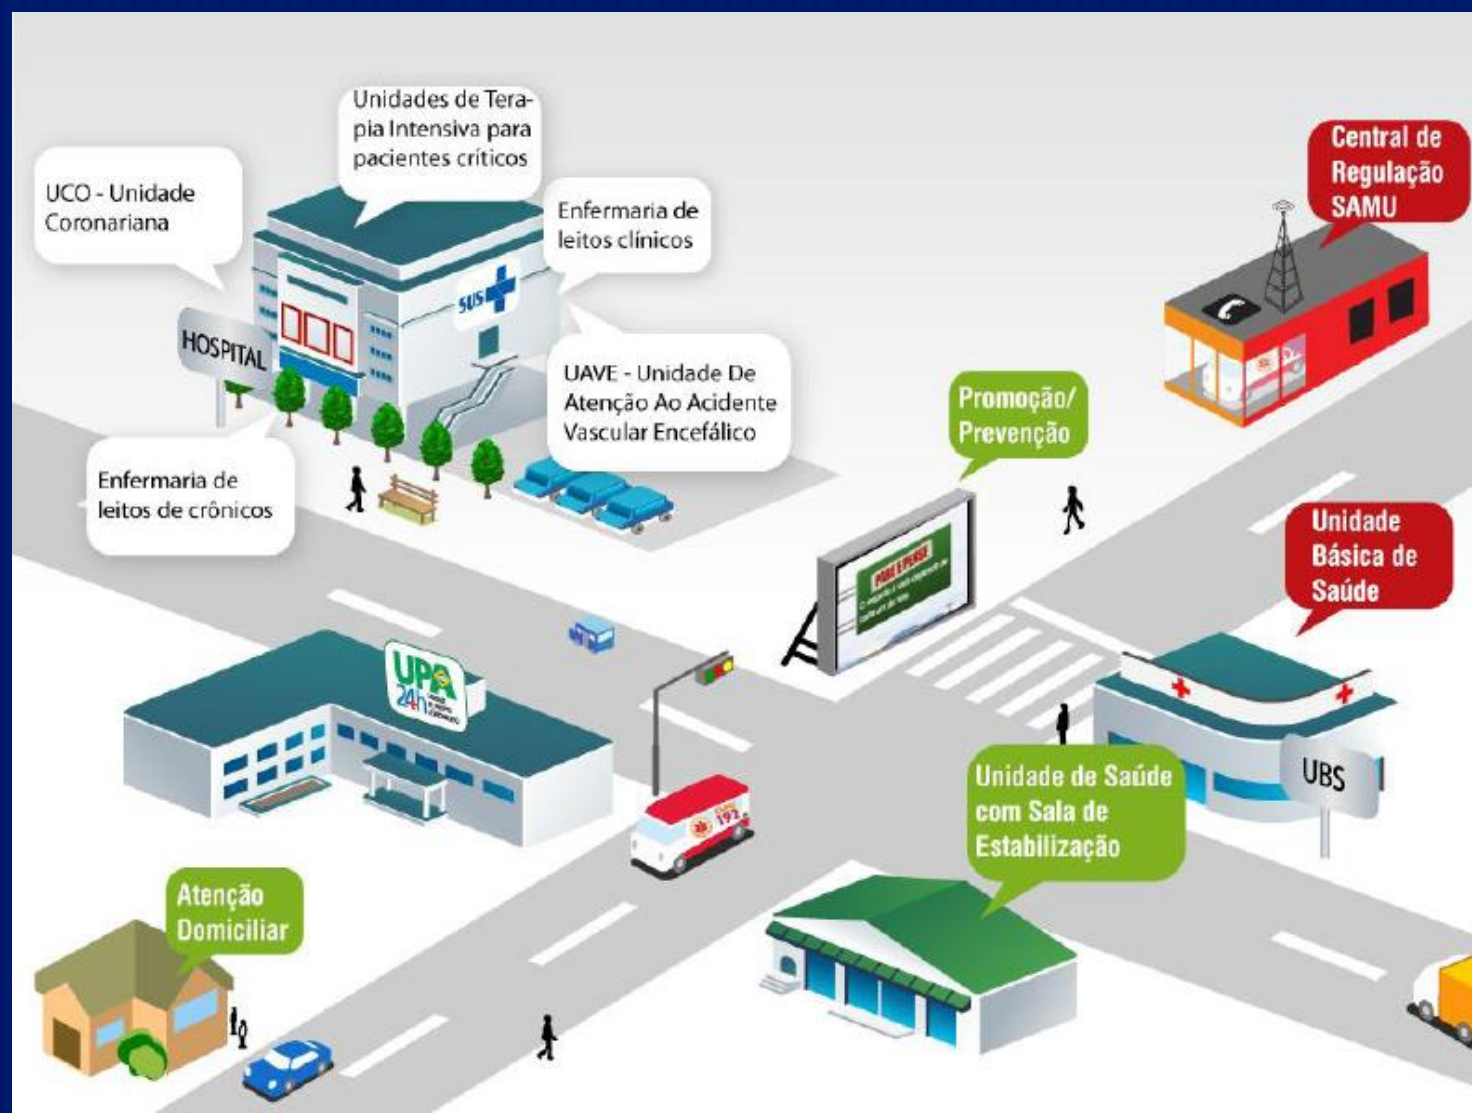 Unidades de Tera-
pia Intensiva para
pacientes críticos
UCO - Unidade
Coronariana
Enfermaria de
leitos clínicos
Central de
Regulação
SAMU
SUS
HOSPITAL
UAVE - Unidade De
Atenção Ao Acidente
Vascular Encefálico
Promoção/
Prevenção
Enfermaria de
leitos de crônicos
Unidade
Básica de
Saúde
PARE E PENSE
UPA
24h
UBS
Unidade de Saúde
com Sala de
Estabilização
192
Atenção
Domiciliar